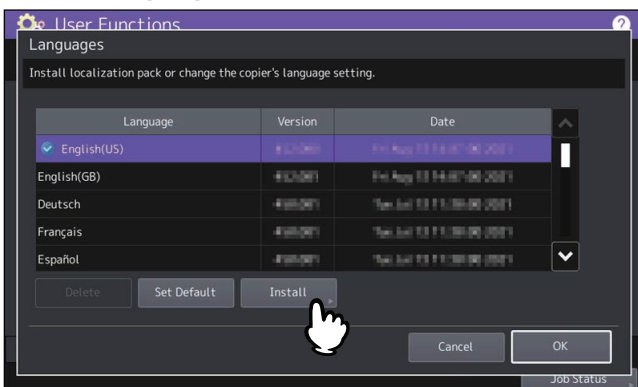 User Functions
?
Languages
Install localization pack or change the copier's language setting.
Language Version Date
English(US)
English(GB)
Deutsch
Français
Español
Delete Set Default Install
Cancel OK
Job Status